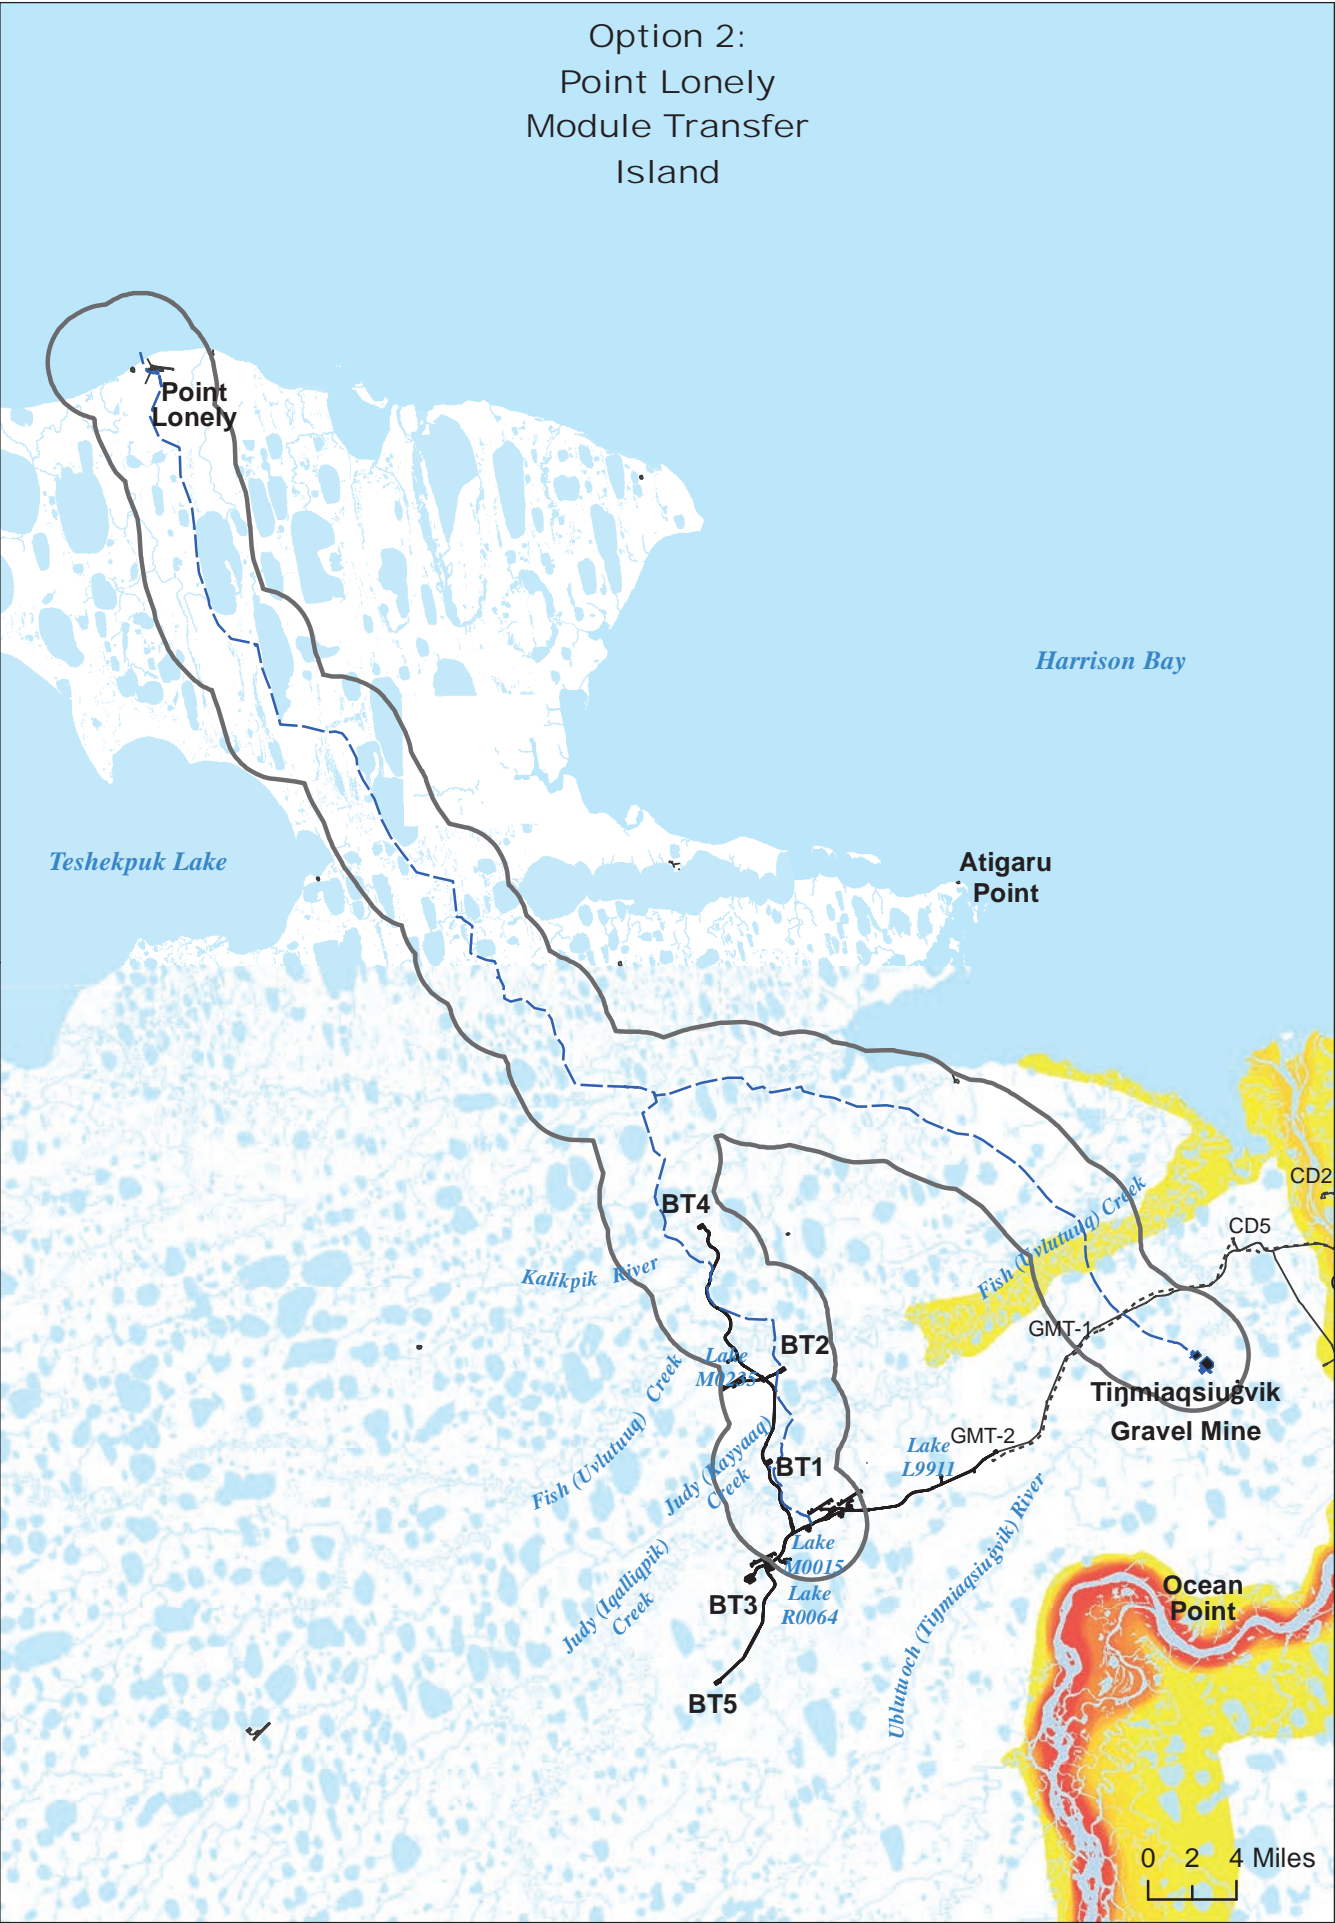 Option 2:
Point Lonely
Module Transfer
Island
Point
Lonely
Harrison Bay
Teshekpuk Lake
Atigaru
Point
CD2
Fish (Uvlutuuq) Creek
BT4
CD5
Kalikpik River
GMT-1
BT2
Lake
M0235
Tiŋmiaqsiuġvik
Gravel Mine
Fish (Uvlutuuq) Creek
Judy (Kayyaaq)
Creek
GMT-2
Lake
L9911
BT1
Ublutuoch (Tiŋmiaqsiuġvik) River
Lake
M0015
Judy (Iqalliqpik)
Creek
Lake
R0064
BT3
Ocean
Point
BT5
0 2 4 Miles